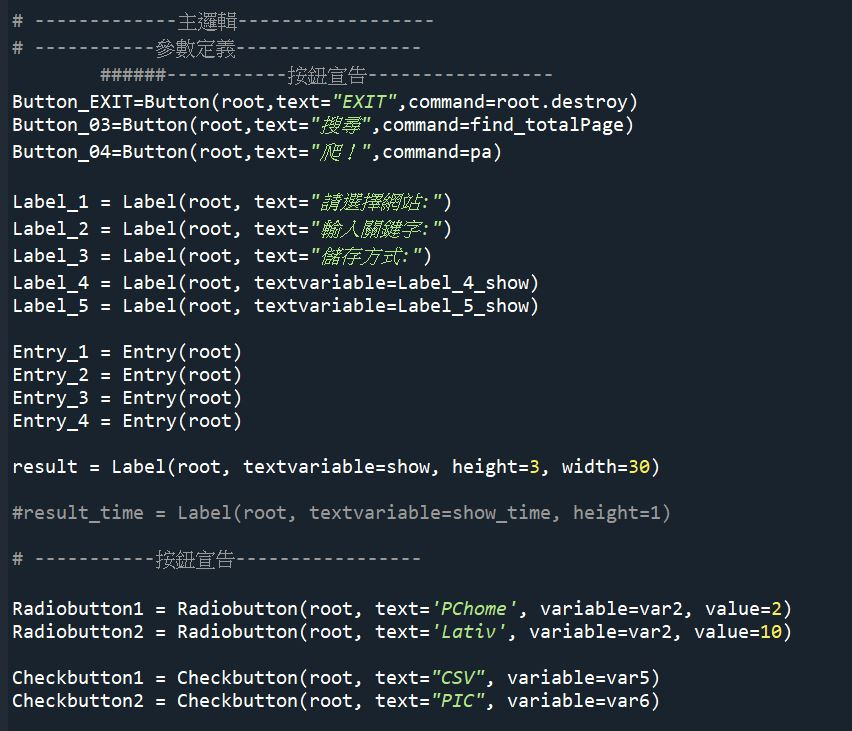 # -------------主邏輯------------------
# -----------參數定義-----------------
######-----------按鈕宣告-----------------
Button_EXIT=Button(root,text="EXIT",command=root.destroy)
Button_03=Button(root,text="搜尋",command=find_totalPage)
Button_04=Button(root,text="爬！",command=pa)
Label_1 = Label(root, text="請選擇網站:")
Label_2 = Label(root, text="輸入關鍵字:")
Label_3 = Label(root, text="儲存方式:")
Label_4 = Label(root, textvariable=Label_4_show)
Label_5 = Label(root, textvariable=Label_5_show)
Entry_1 = Entry(root)
Entry_2 = Entry(root)
Entry_3 = Entry(root)
Entry_4 = Entry(root)
result = Label(root, textvariable=show, height=3, width=30)
#result_time = Label(root, textvariable=show_time, height=1)
# -----------按鈕宣告-----------------
Radiobutton1 = Radiobutton(root, text='PChome', variable=var2, value=2)
Radiobutton2 = Radiobutton(root, text='Lativ', variable=var2, value=10)
Checkbutton1 = Checkbutton(root, text="CSV", variable=var5)
Checkbutton2 = Checkbutton(root, text="PIC", variable=var6)